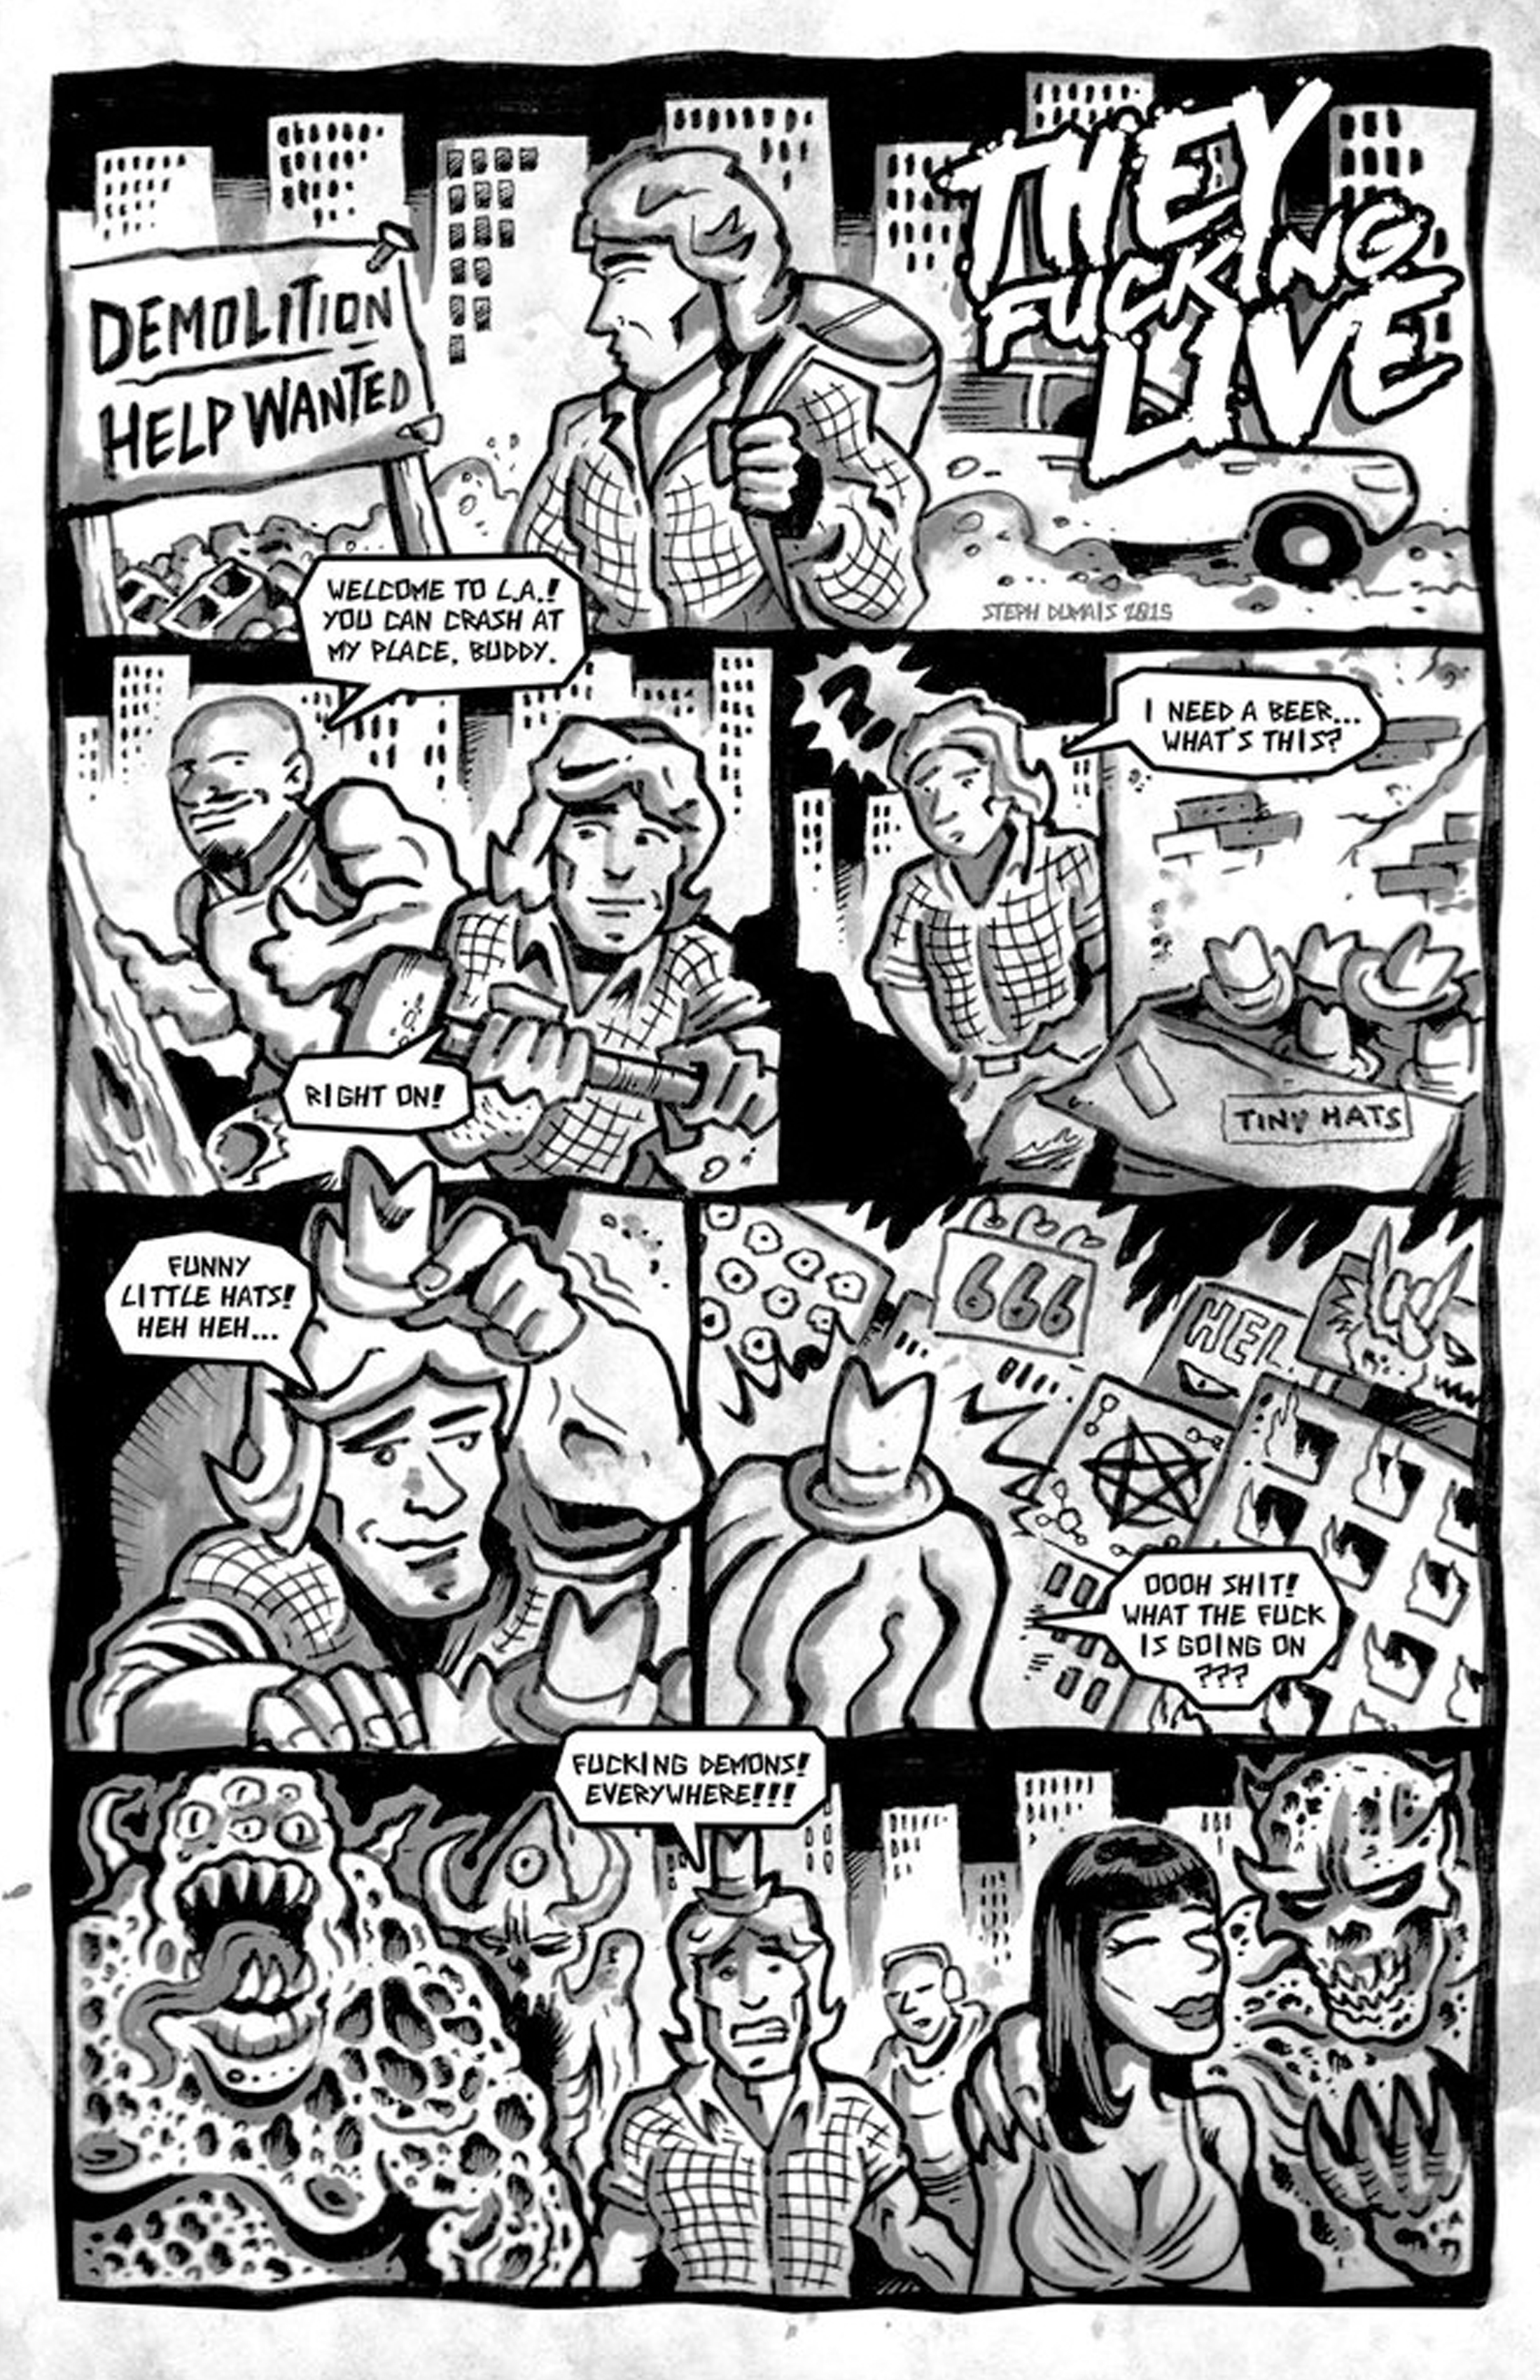 THEY
FUCKING
LIVE
DEMOLITION
HELP WANTED
STEPH DUMAIS 2015
WELCOME TO L.A.!
YOU CAN CRASH AT
MY PLACE, BUDDY.
RIGHT ON!
?
I NEED A BEER...
WHAT'S THIS?
TINY HATS
FUNNY
LITTLE HATS!
HEH HEH...
666
HEL
OOOH SHIT!
WHAT THE FUCK
IS GOING ON
???
FUCKING DEMONS!
EVERYWHERE!!!